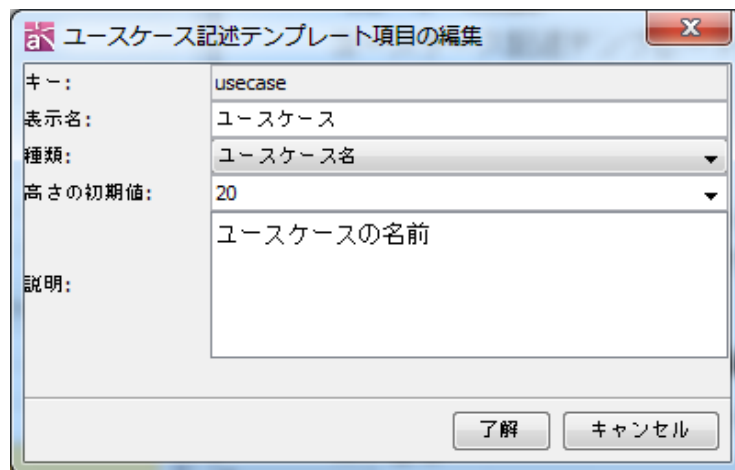 ユースケース記述テンプレート項目の編集
キー: usecase
表示名: ユースケース
種類: ユースケース名
高さの初期値: 20
ユースケースの名前
説明:
了解 キャンセル